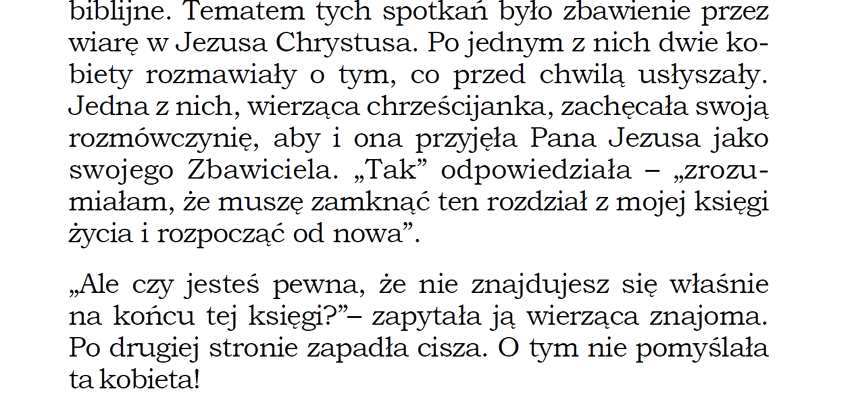 biblijne. Tematem tych spotkań było zbawienie przez
wiarę w Jezusa Chrystusa. Po jednym z nich dwie ko-
biety rozmawiały o tym, co przed chwilą usłyszały.
Jedna z nich, wierząca chrześcijanka, zachęcała swoją
rozmówczynię, aby i ona przyjęła Pana Jezusa jako
swojego Zbawiciela. „Tak” odpowiedziała – „zrozu-
miałam, że muszę zamknąć ten rozdział z mojej księgi
życia i rozpocząć od nowa”.
„Ale czy jesteś pewna, że nie znajdujesz się właśnie
na końcu tej księgi?”– zapytała ją wierząca znajoma.
Po drugiej stronie zapadła cisza. O tym nie pomyślała
ta kobieta!